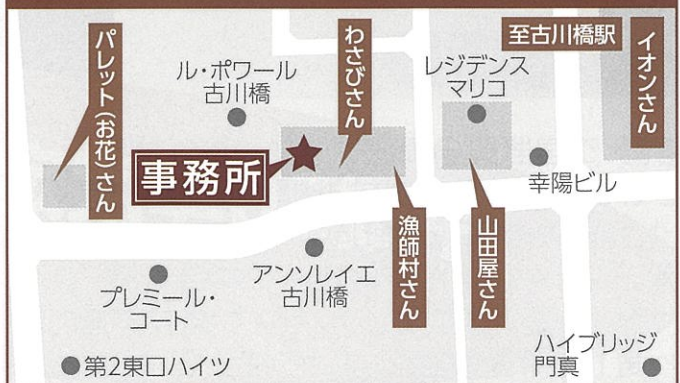 パレット(お花)さん
ル・ポワール
古川橋
わさびさん
レジデンス
マリコ
至古川橋駅
イオンさん
事務所
幸陽ビル
漁師村さん
山田屋さん
アンソレイエ
古川橋
プレミール・
コート
第2東口ハイツ
ハイブリッジ
門真